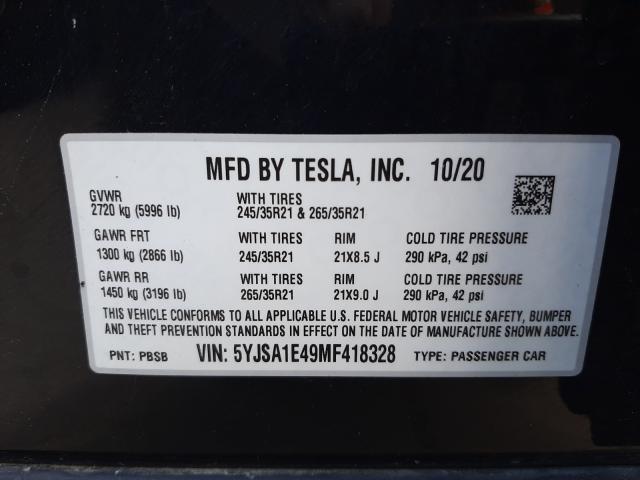 MFD BY TESLA, INC. 10/20
GVWR
2720 kg (5996 lb)
WITH TIRES
245/35R21 & 265/35R21
GAWR FRT WITH TIRES RIM COLD TIRE PRESSURE
1300 kg (2866 lb) 245/35R21 21X8.5 J 290 kPa, 42 psi
GAWR RR WITH TIRES RIM COLD TIRE PRESSURE
1450 kg (3196 lb) 265/35R21 21X9.0 J 290 kPa, 42 psi
THIS VEHICLE CONFORMS TO ALL APPLICABLE U.S. FEDERAL MOTOR VEHICLE SAFETY, BUMPER
AND THEFT PREVENTION STANDARDS IN EFFECT ON THE DATE OF MANUFACTURE SHOWN ABOVE.
PNT: PBSB VIN: 5YJSA1E49MF418328 TYPE: PASSENGER CAR